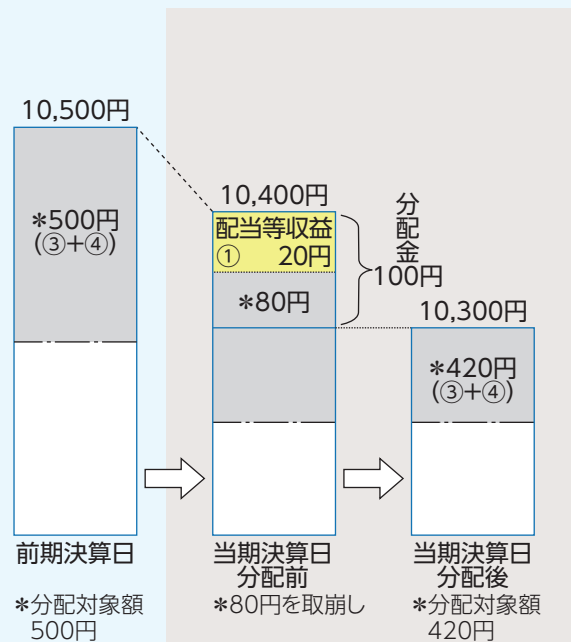 10,500円
*500円
(③+④)
前期決算日
*分配対象額
500円
10,400円
配当等収益
① 20円
*80円
分配金
100円
当期決算日
分配前
*80円を取崩し
10,300円
*420円
(③+④)
当期決算日
分配後
*分配対象額
420円